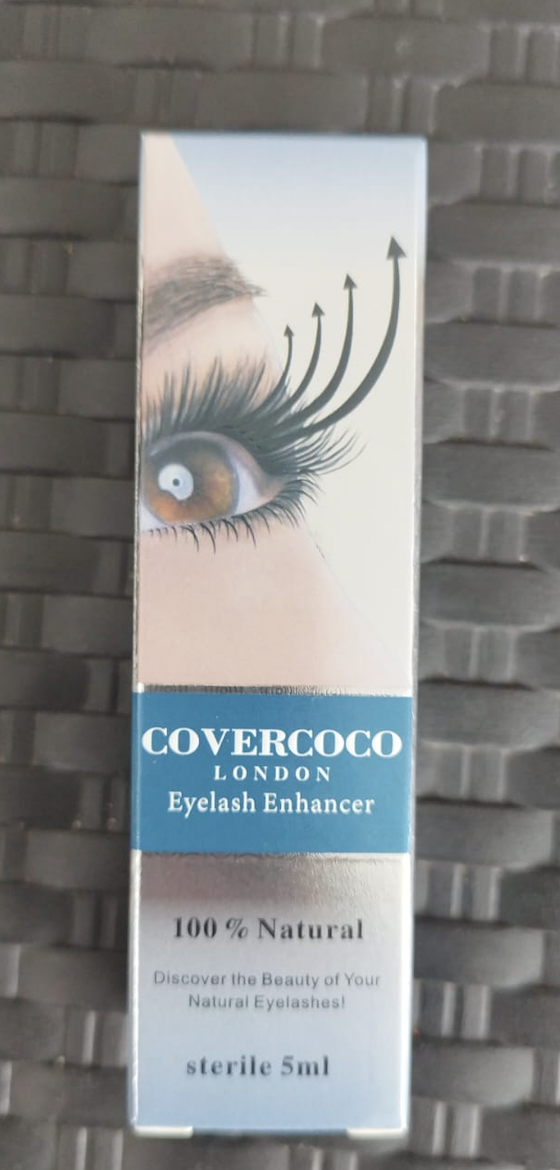 COVERCOCO
LONDON
Eyelash Enhancer
100 % Natural
Discover the Beauty of Your
Natural Eyelashes!
sterile 5ml